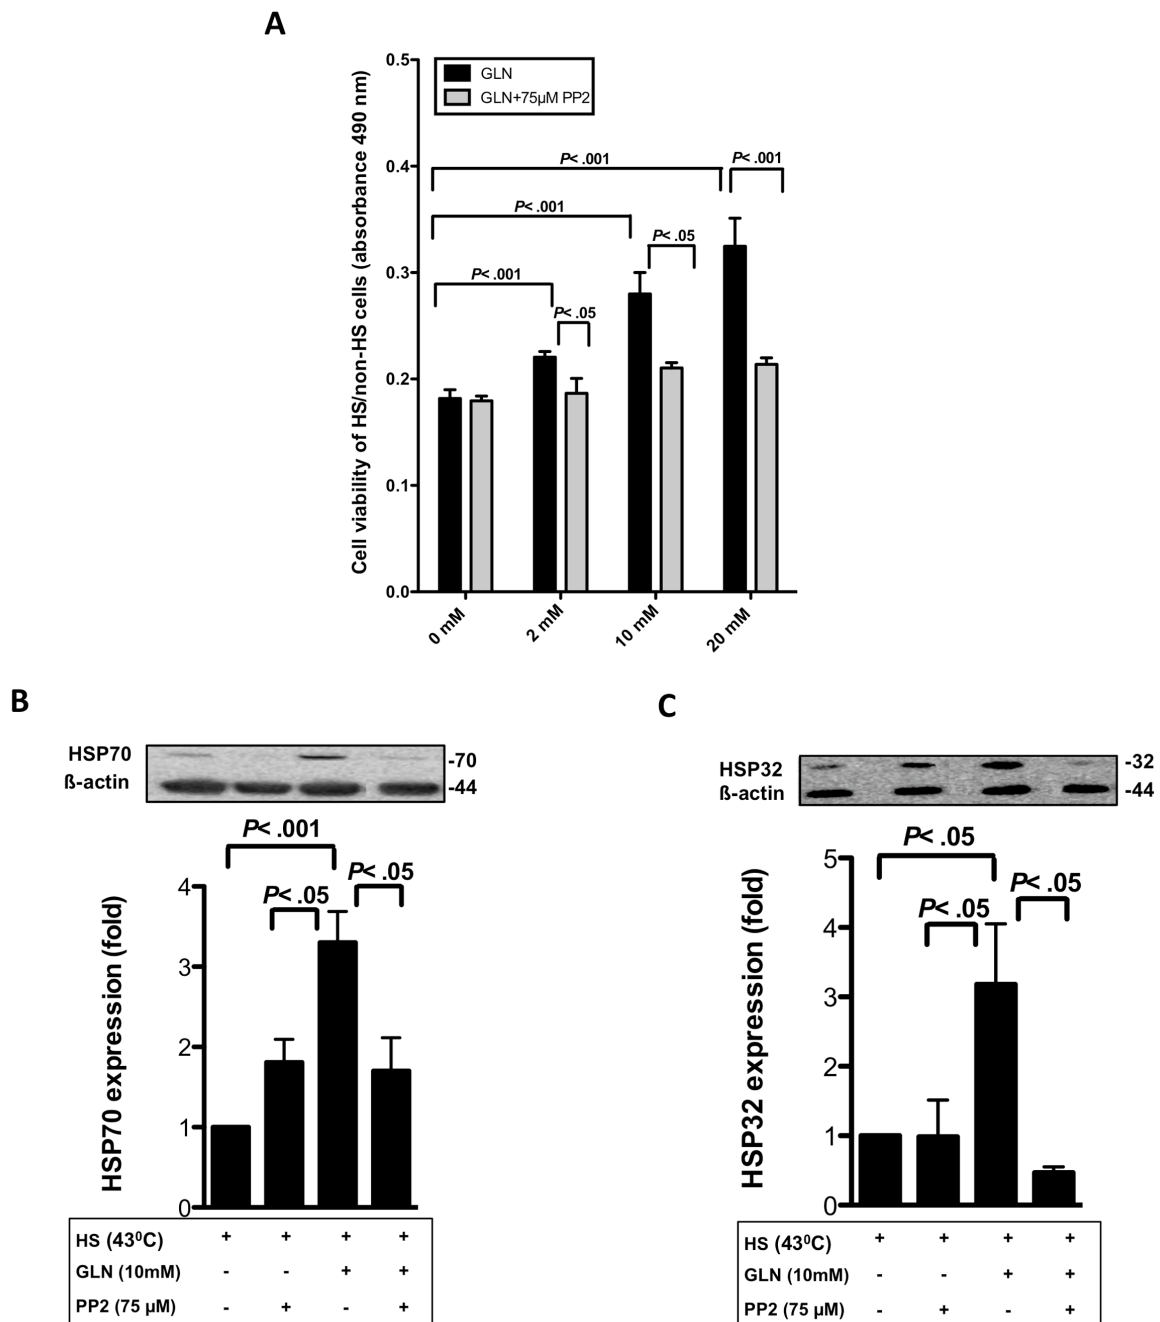 A
Cell viability of HS/non-HS cells (absorbance 490 nm)
0.5
0.4
0.3
0.2
0.1
0.0
GLN
GLN+75µM PP2
P< .001
P< .001
P< .001
P< .05
P< .001
P< .05
0 mM
2 mM
10 mM
20 mM
B
HSP70
-70
ß-actin
-44
P< .001
P< .05
P< .05
HSP70 expression (fold)
4
3
2
1
0
HS (43⁰C) + + + +
GLN (10mM) - - + +
PP2 (75 µM) - + - +
C
HSP32
-32
ß-actin
-44
P< .05
P< .05
P< .05
HSP32 expression (fold)
5
4
3
2
1
0
HS (43⁰C) + + + +
GLN (10mM) - - + +
PP2 (75 µM) - + - +